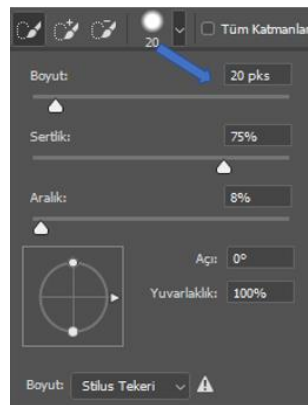 20
Tüm Katmanlar
Boyut: 20 pks
Sertlik: 75%
Aralık: 8%
Açı: 0°
Yuvarlaklık: 100%
Boyut: Stilus Tekeri